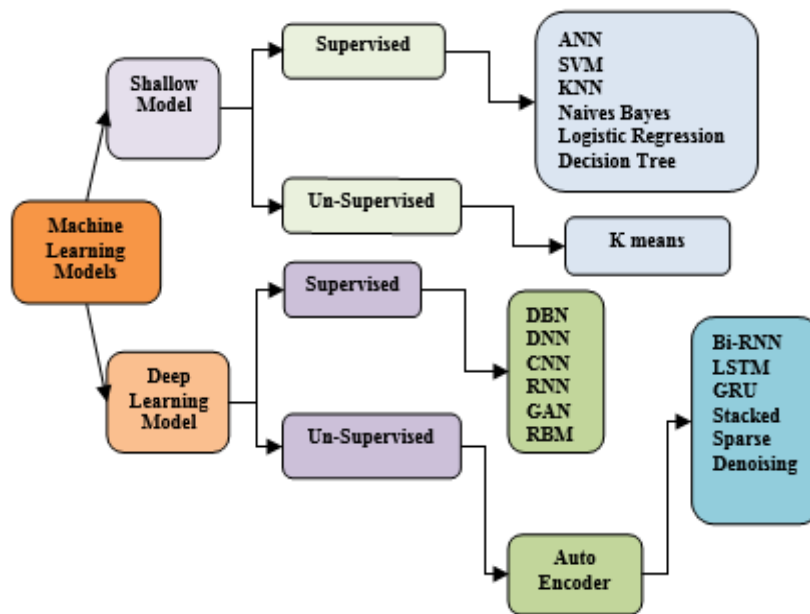 Machine
Learning
Models
Shallow
Model
Supervised
ANN
SVM
KNN
Naives Bayes
Logistic Regression
Decision Tree
Un-Supervised
K means
Deep
Learning
Model
Supervised
DBN
DNN
CNN
RNN
GAN
RBM
Un-Supervised
Auto
Encoder
Bi-RNN
LSTM
GRU
Stacked
Sparse
Denoising